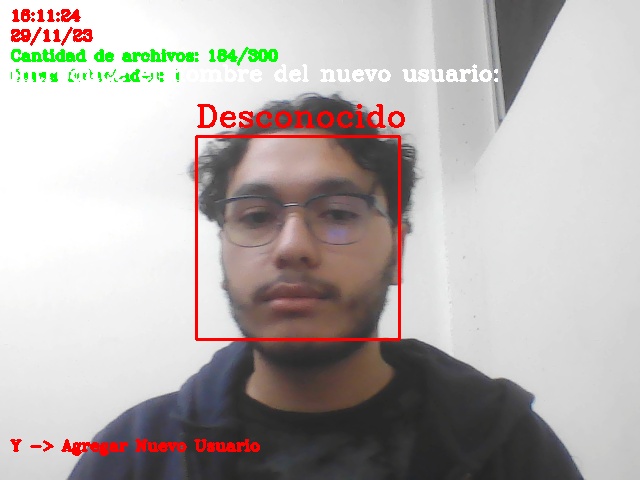 16:11:24
29/11/23
Cantidad de archivos: 184/300
nombre del nuevo usuario:
Desconocido
Y -> Agregar Nuevo Usuario